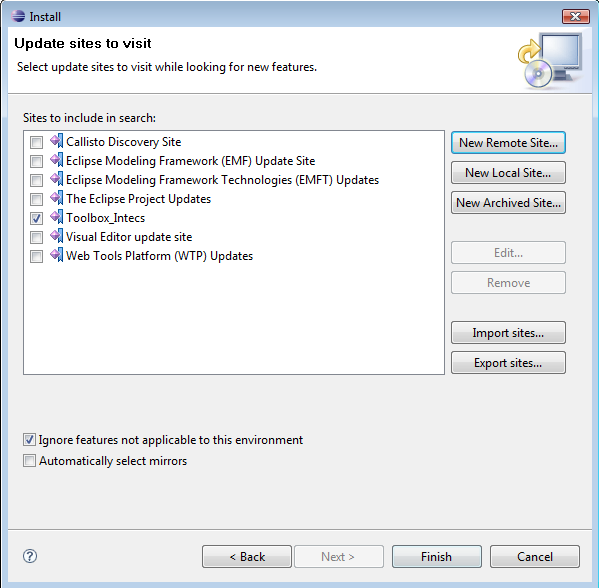 Install
Update sites to visit
Select update sites to visit while looking for new features.
Sites to include in search:
Callisto Discovery Site
Eclipse Modeling Framework (EMF) Update Site
Eclipse Modeling Framework Technologies (EMFT) Updates
The Eclipse Project Updates
Toolbox_Intecs
Visual Editor update site
Web Tools Platform (WTP) Updates
New Remote Site...
New Local Site...
New Archived Site...
Edit...
Remove
Import sites...
Export sites...
Ignore features not applicable to this environment
Automatically select mirrors
?
< Back
Next >
Finish
Cancel